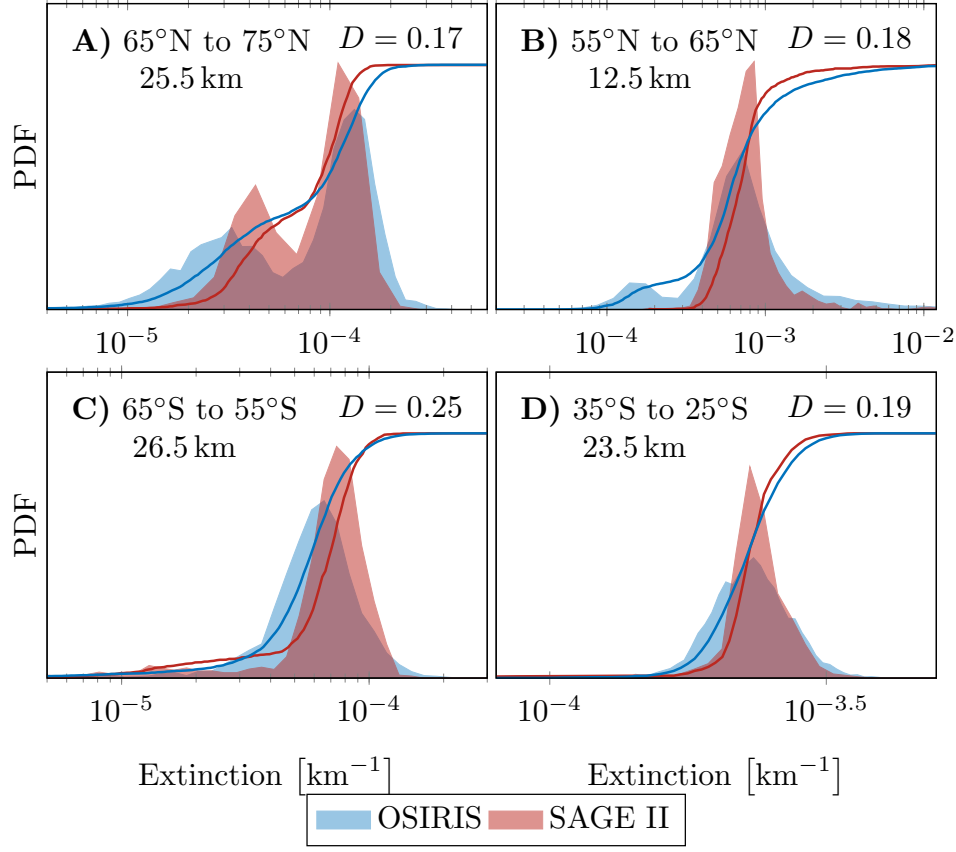 A) 65°N to 75°N D = 0.17
25.5 km
B) 55°N to 65°N D = 0.18
12.5 km
PDF
10⁻⁵ 10⁻⁴
10⁻⁴ 10⁻³ 10⁻²
C) 65°S to 55°S D = 0.25
26.5 km
D) 35°S to 25°S D = 0.19
23.5 km
PDF
10⁻⁵ 10⁻⁴
10⁻⁴ 10⁻³·⁵
Extinction [km⁻¹] Extinction [km⁻¹]
OSIRIS SAGE II